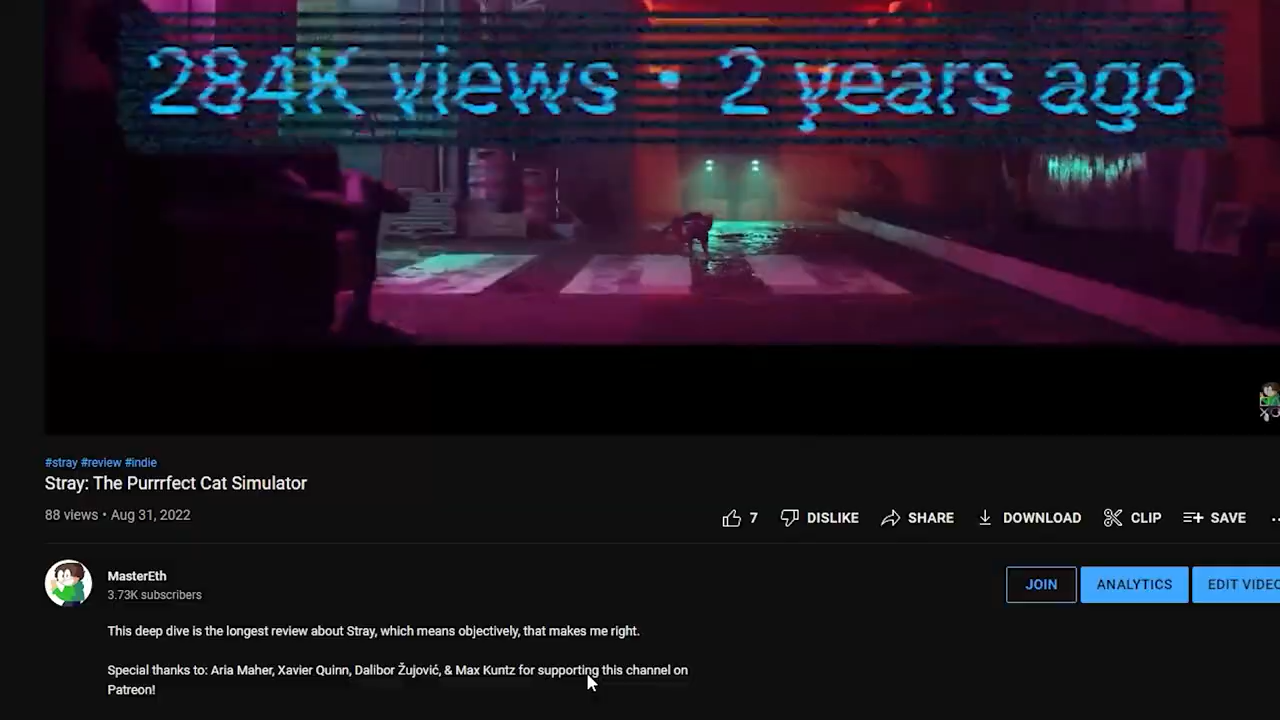 284K views • 2 years ago
#stray #review #indie
Stray: The Purrrfect Cat Simulator
88 views • Aug 31, 2022
7 DISLIKE SHARE DOWNLOAD CLIP SAVE ...
MasterEth
3.73K subscribers
JOIN ANALYTICS EDIT VIDEO
This deep dive is the longest review about Stray, which means objectively, that makes me right.
Special thanks to: Aria Maher, Xavier Quinn, Dalibor Žujović, & Max Kuntz for supporting this channel on
Patreon!